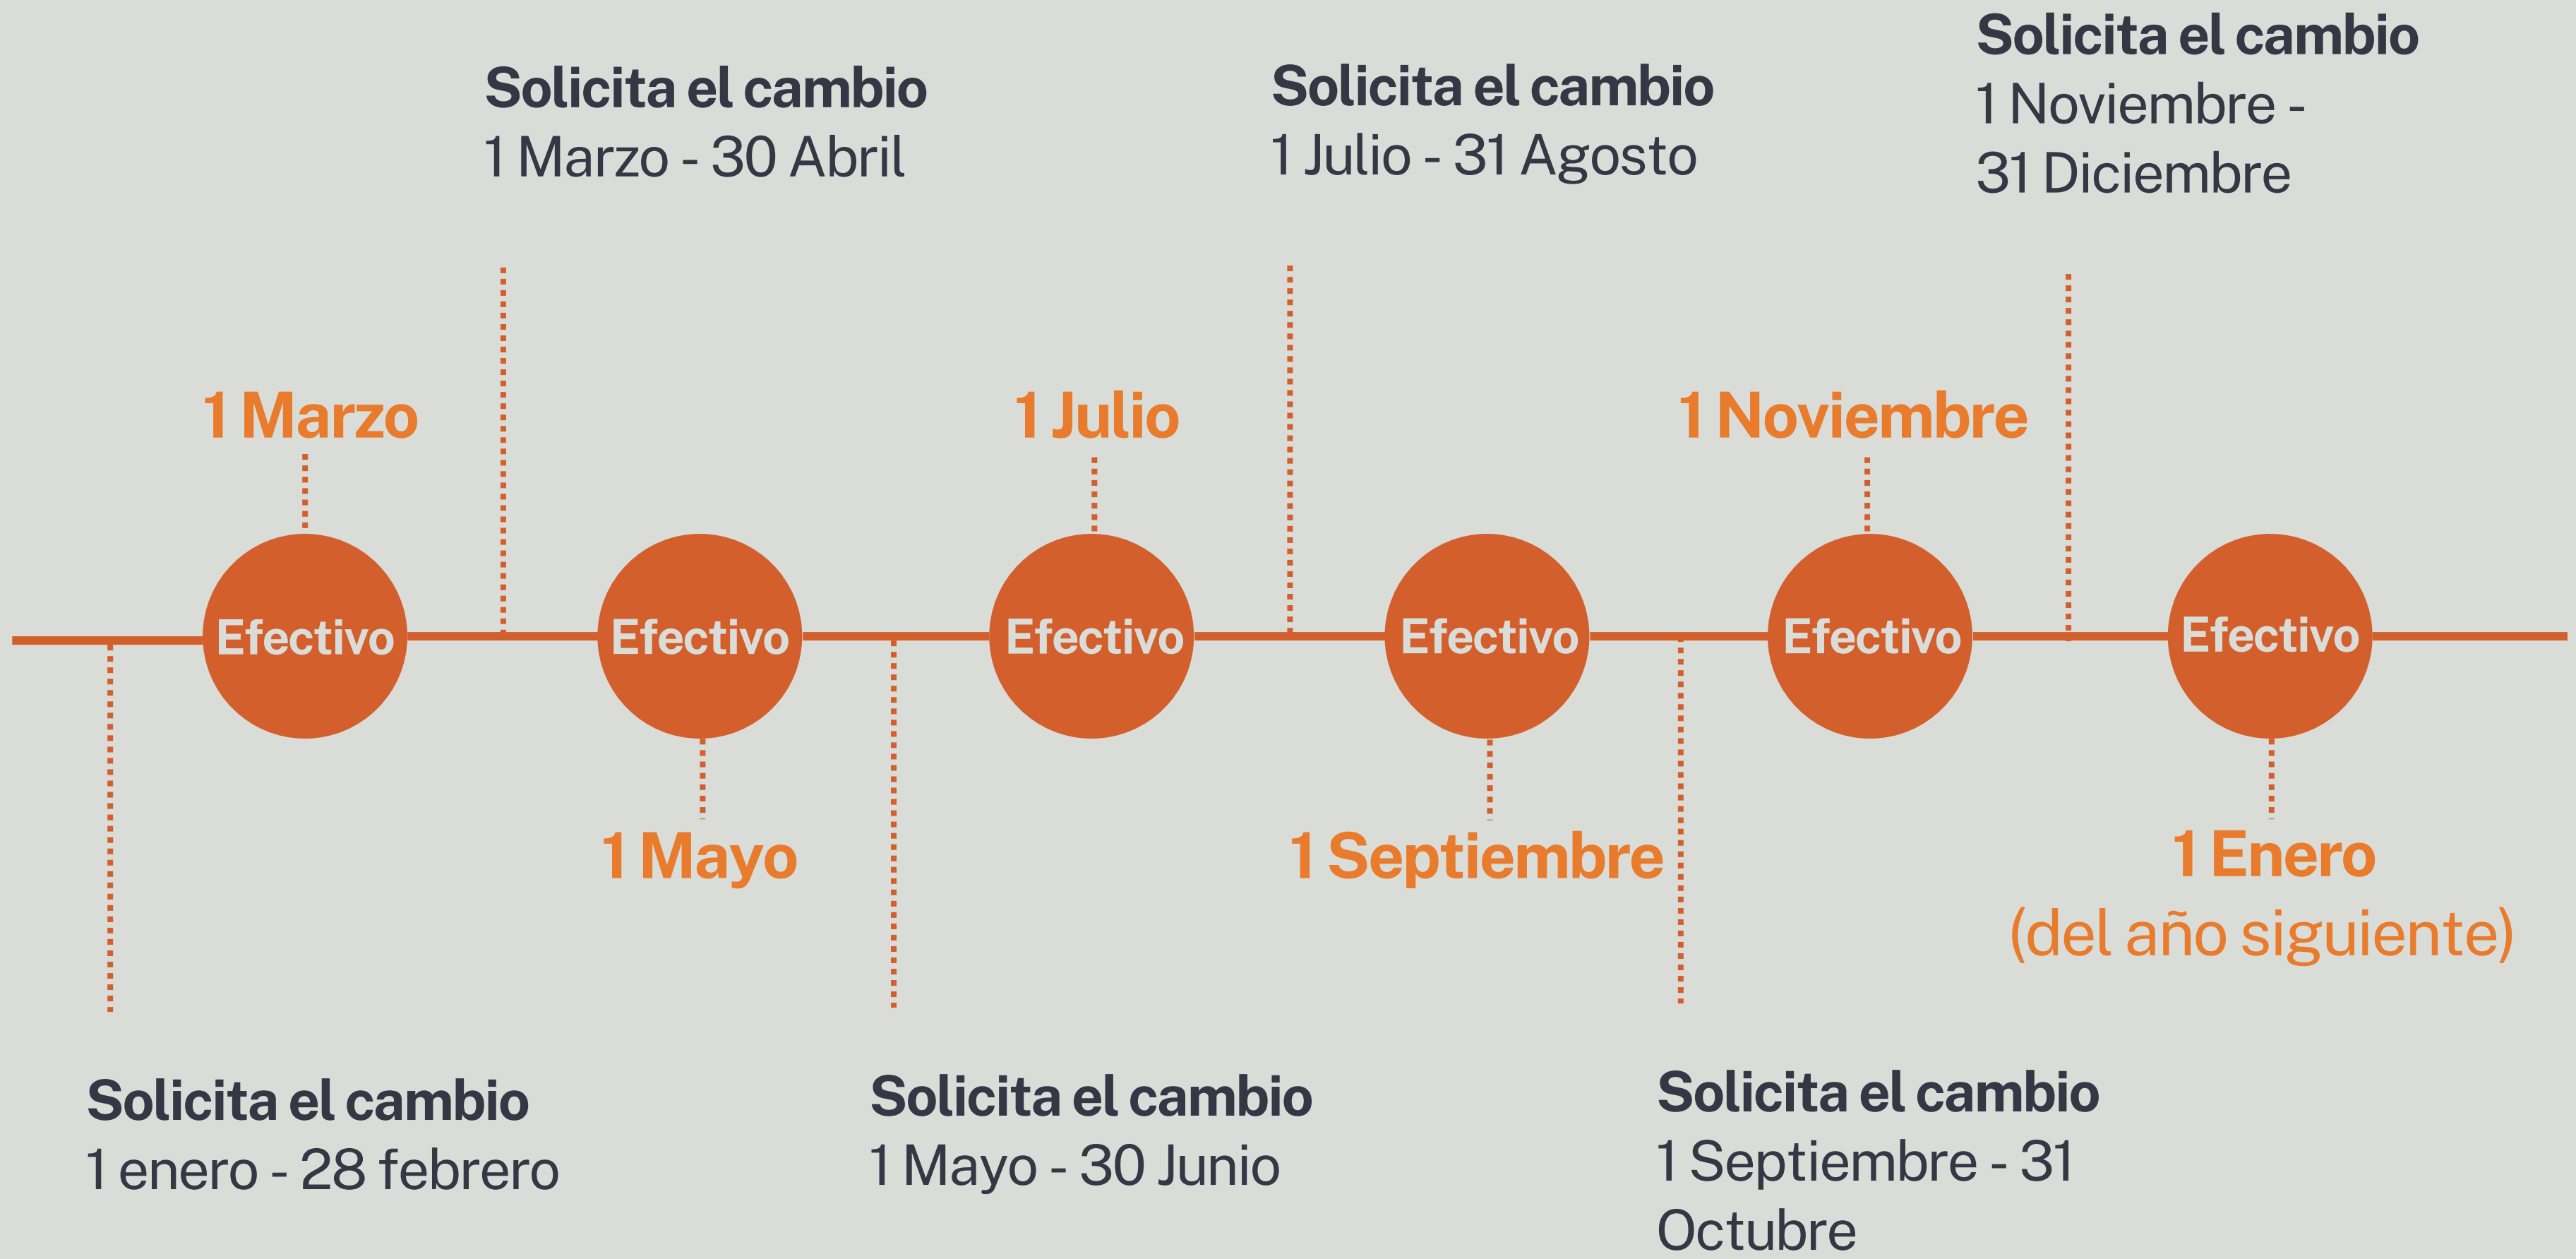 Solicita el cambio
1 Noviembre -
31 Diciembre
Solicita el cambio
1 Marzo - 30 Abril
Solicita el cambio
1 Julio - 31 Agosto
1 Marzo
1 Julio
1 Noviembre
Efectivo
Efectivo
Efectivo
Efectivo
Efectivo
Efectivo
1 Mayo
1 Septiembre
1 Enero
(del año siguiente)
Solicita el cambio
1 enero - 28 febrero
Solicita el cambio
1 Mayo - 30 Junio
Solicita el cambio
1 Septiembre - 31
Octubre